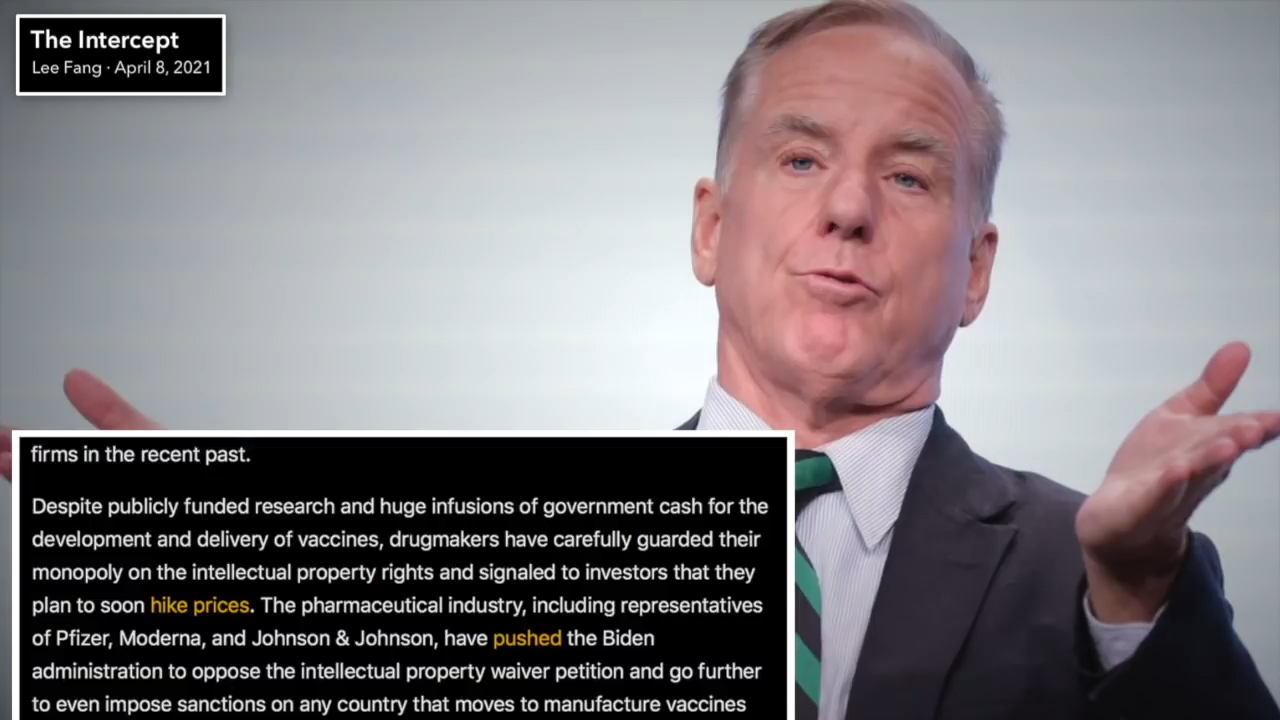 The Intercept
Lee Fang · April 8, 2021
firms in the recent past.
Despite publicly funded research and huge infusions of government cash for the
development and delivery of vaccines, drugmakers have carefully guarded their
monopoly on the intellectual property rights and signaled to investors that they
plan to soon hike prices. The pharmaceutical industry, including representatives
of Pfizer, Moderna, and Johnson & Johnson, have pushed the Biden
administration to oppose the intellectual property waiver petition and go further
to even impose sanctions on any country that moves to manufacture vaccines